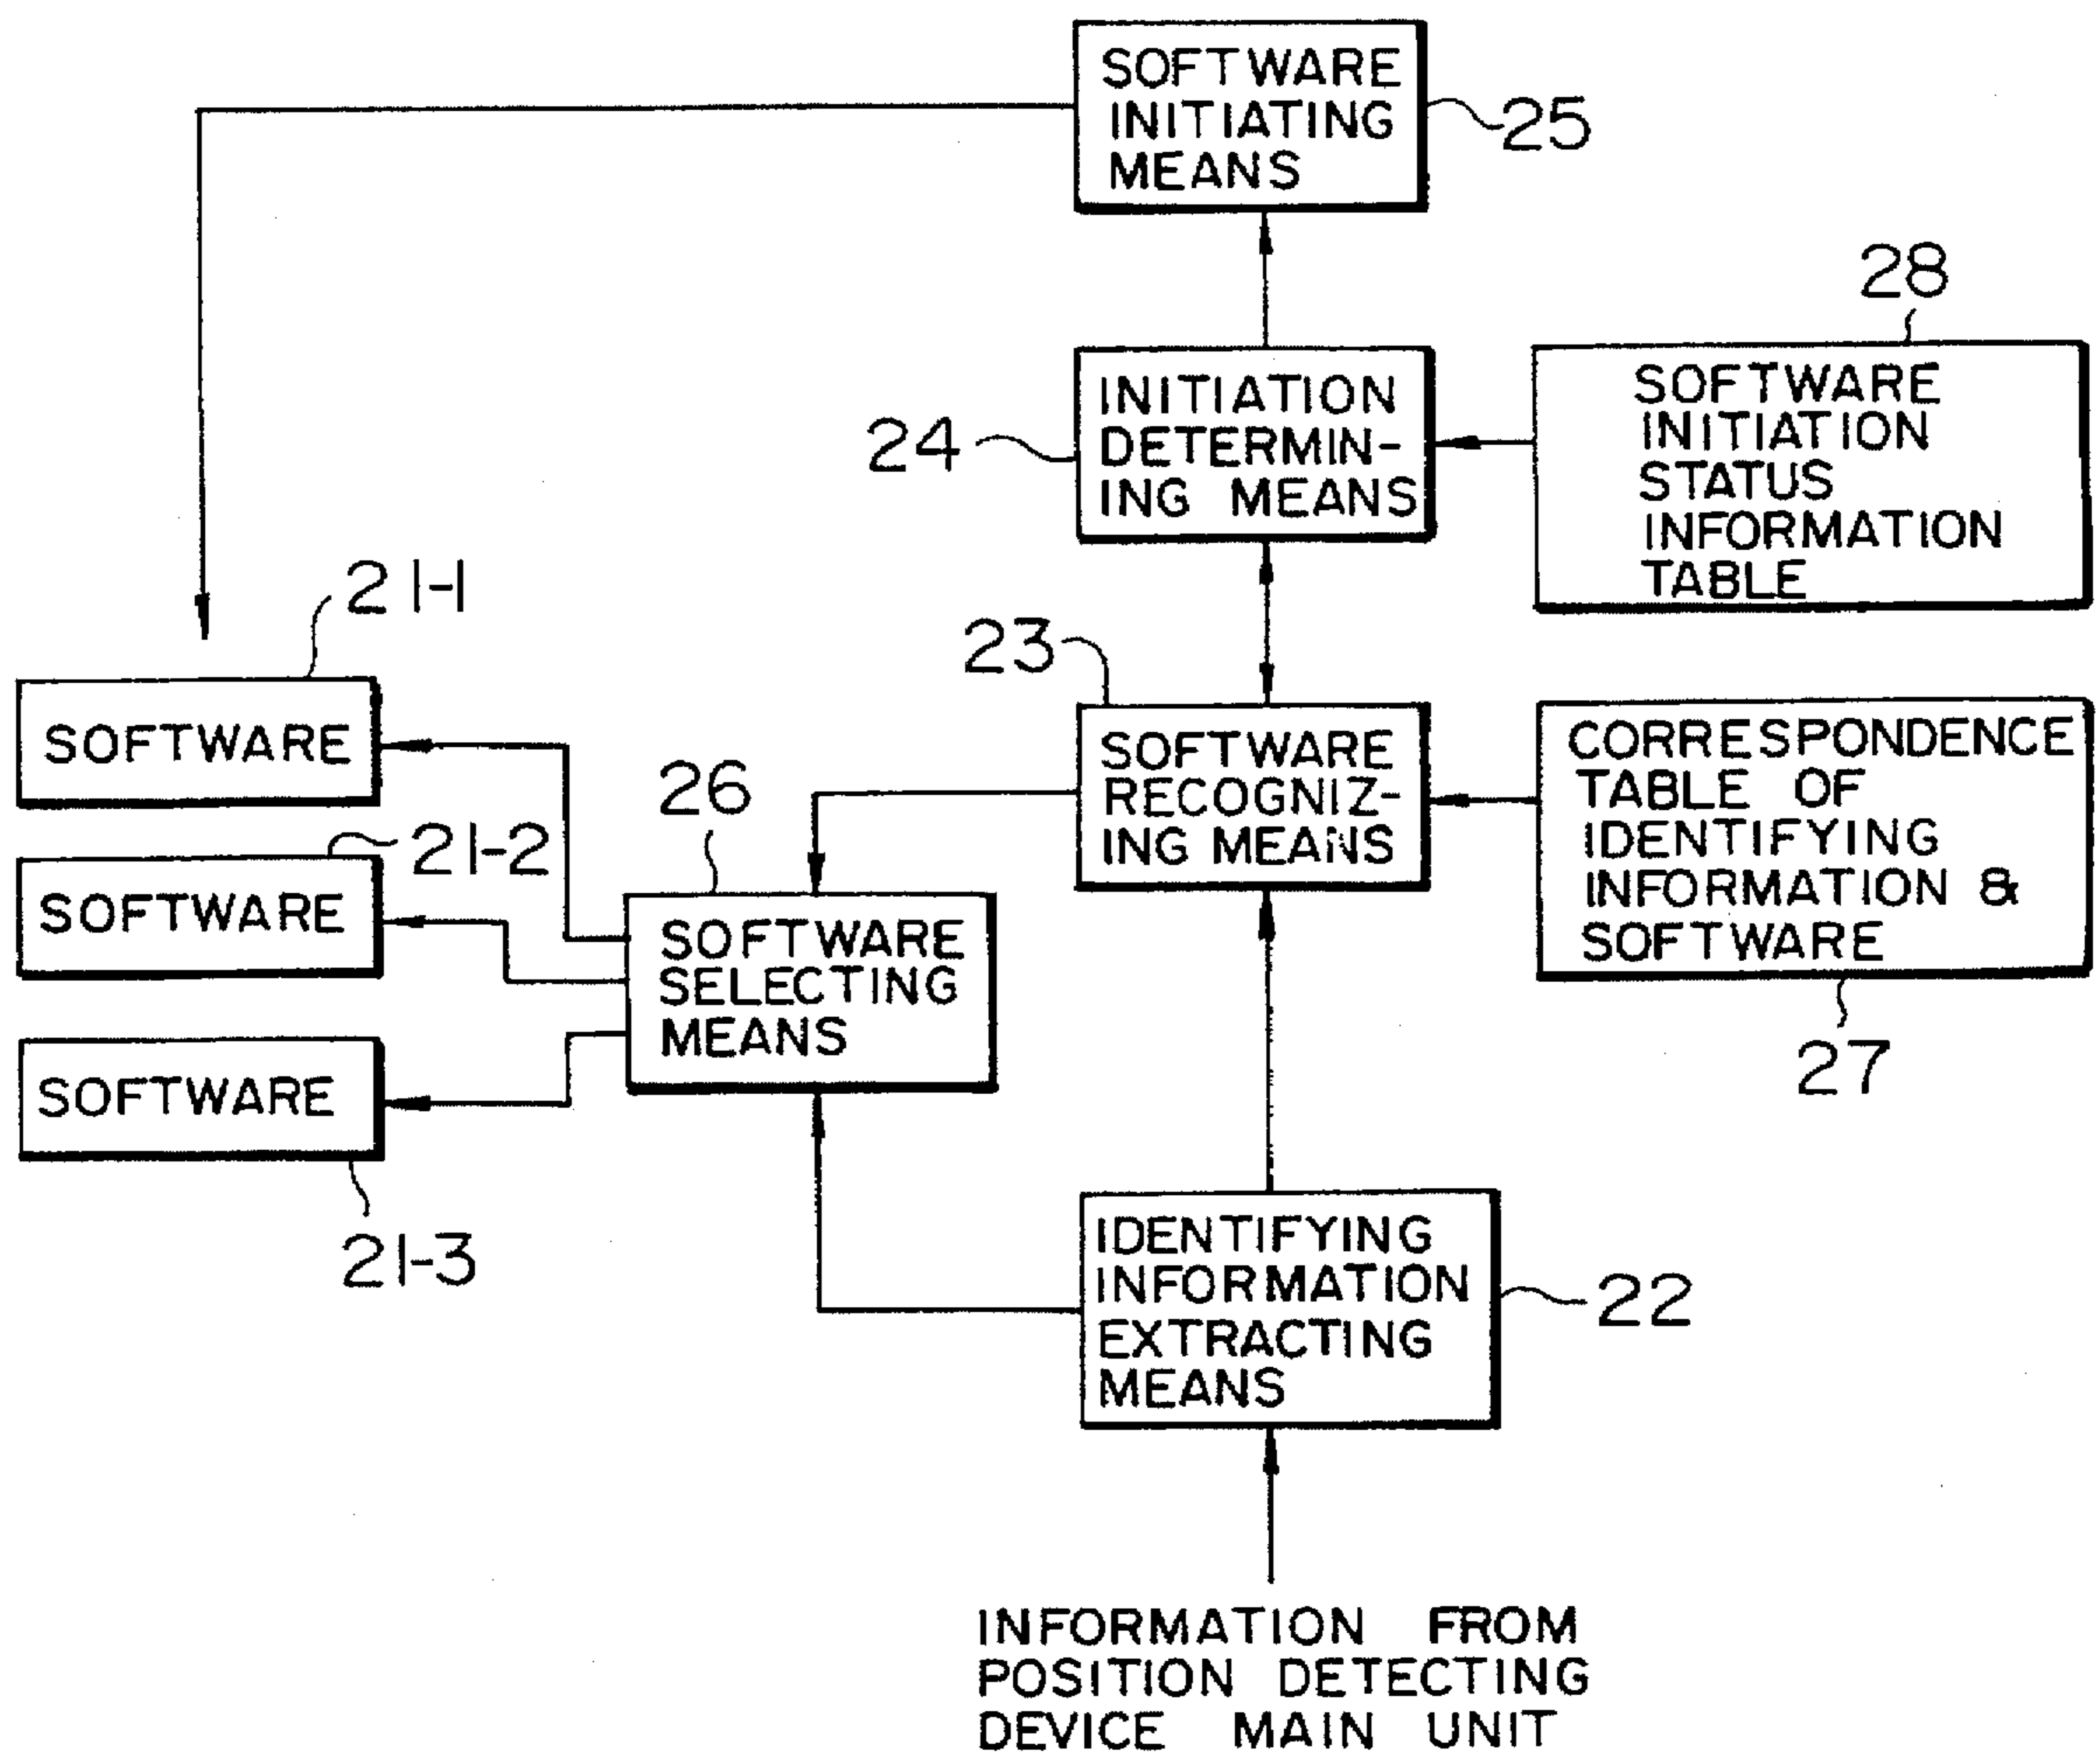 SOFTWARE
INITIATING
MEANS
25
28
INITIATION
DETERMIN-
ING MEANS
24
SOFTWARE
INITIATION
STATUS
INFORMATION
TABLE
21-1
23
SOFTWARE
SOFTWARE
RECOGNIZ-
ING MEANS
CORRESPONDENCE
TABLE OF
IDENTIFYING
INFORMATION &
SOFTWARE
27
26
21-2
SOFTWARE
SOFTWARE
SELECTING
MEANS
SOFTWARE
21-3
IDENTIFYING
INFORMATION
EXTRACTING
MEANS
22
INFORMATION FROM
POSITION DETECTING
DEVICE MAIN UNIT